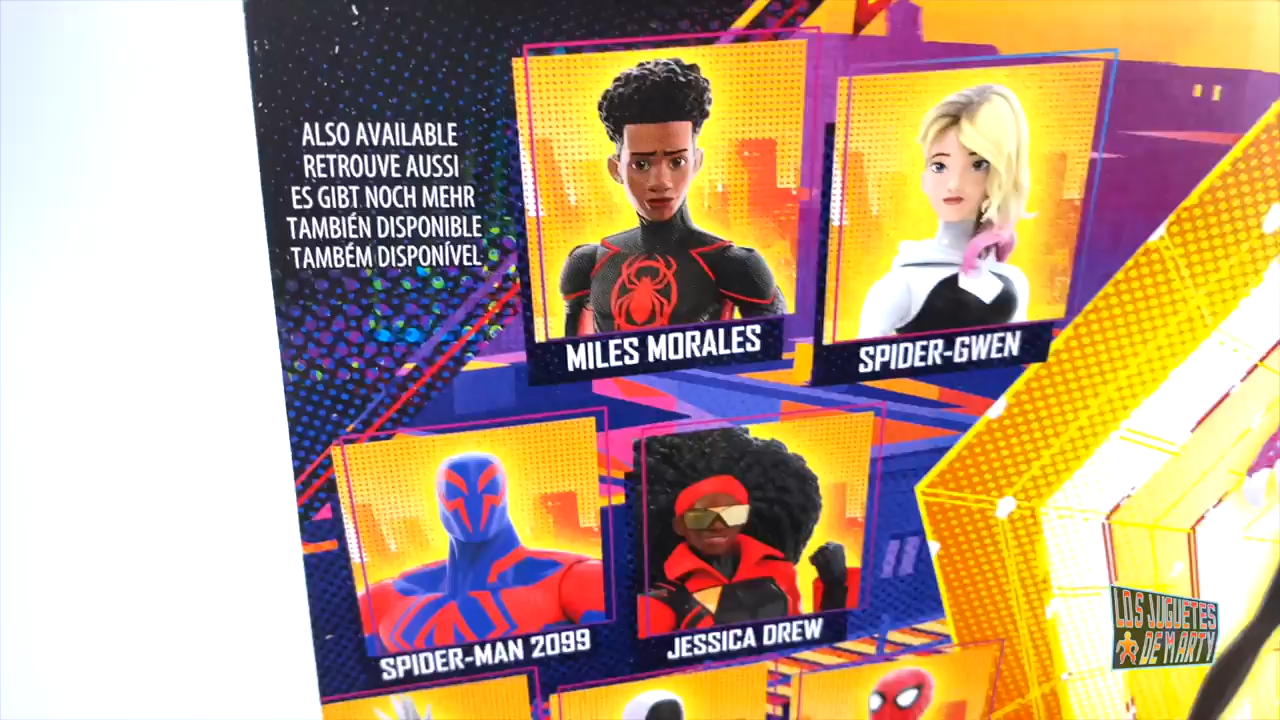 ALSO AVAILABLE
RETROUVE AUSSI
ES GIBT NOCH MEHR
TAMBIÉN DISPONIBLE
TAMBÉM DISPONÍVEL
MILES MORALES
SPIDER-GWEN
SPIDER-MAN 2099
JESSICA DREW
LOS JUGUETES
DE MARTY